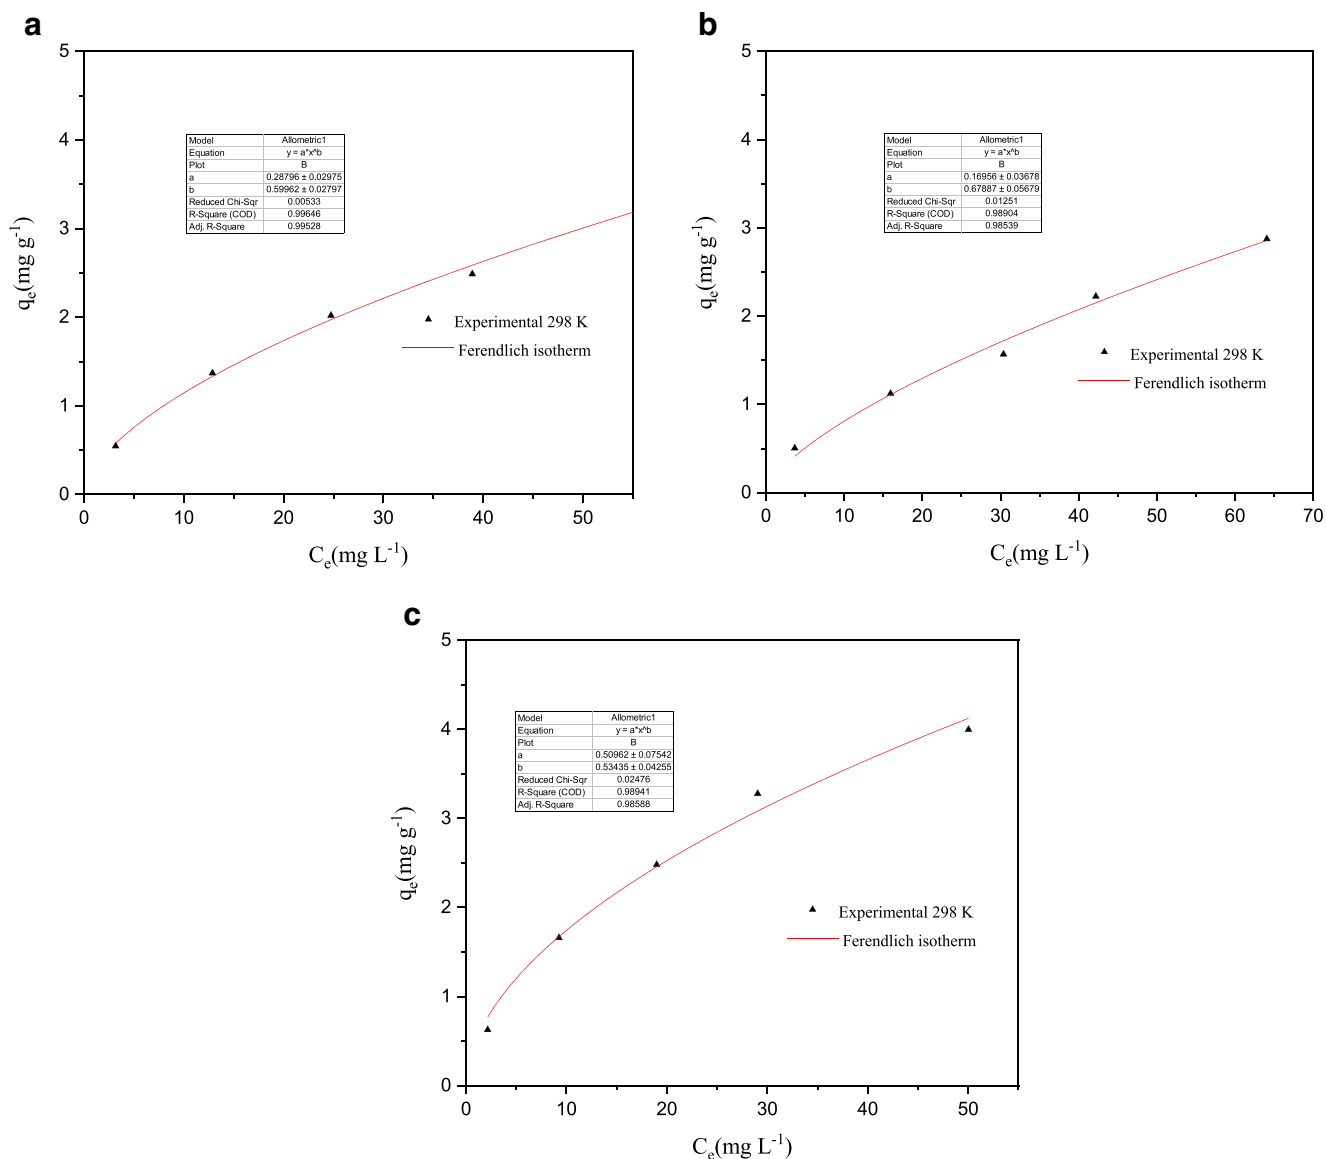 a
5
4
3
2
1
0
0 10 20 30 40 50
qe(mg g-1)
Ce(mg L-1)
Model Allometric1
Equation y = a*x^b
Plot B
a 0.28796 ± 0.02975
b 0.59962 ± 0.02797
Reduced Chi-Sqr 0.00533
R-Square (COD) 0.99646
Adj. R-Square 0.99528
Experimental 298 K
Ferendlich isotherm
b
5
4
3
2
1
0
0 10 20 30 40 50 60 70
qe(mg g-1)
Ce(mg L-1)
Model Allometric1
Equation y = a*x^b
Plot B
a 0.16956 ± 0.03678
b 0.67887 ± 0.05679
Reduced Chi-Sqr 0.01251
R-Square (COD) 0.98904
Adj. R-Square 0.98539
Experimental 298 K
Ferendlich isotherm
c
5
4
3
2
1
0
0 10 20 30 40 50
qe(mg g-1)
Ce(mg L-1)
Model Allometric1
Equation y = a*x^b
Plot B
a 0.50962 ± 0.07542
b 0.53435 ± 0.04255
Reduced Chi-Sqr 0.02476
R-Square (COD) 0.98941
Adj. R-Square 0.98588
Experimental 298 K
Ferendlich isotherm